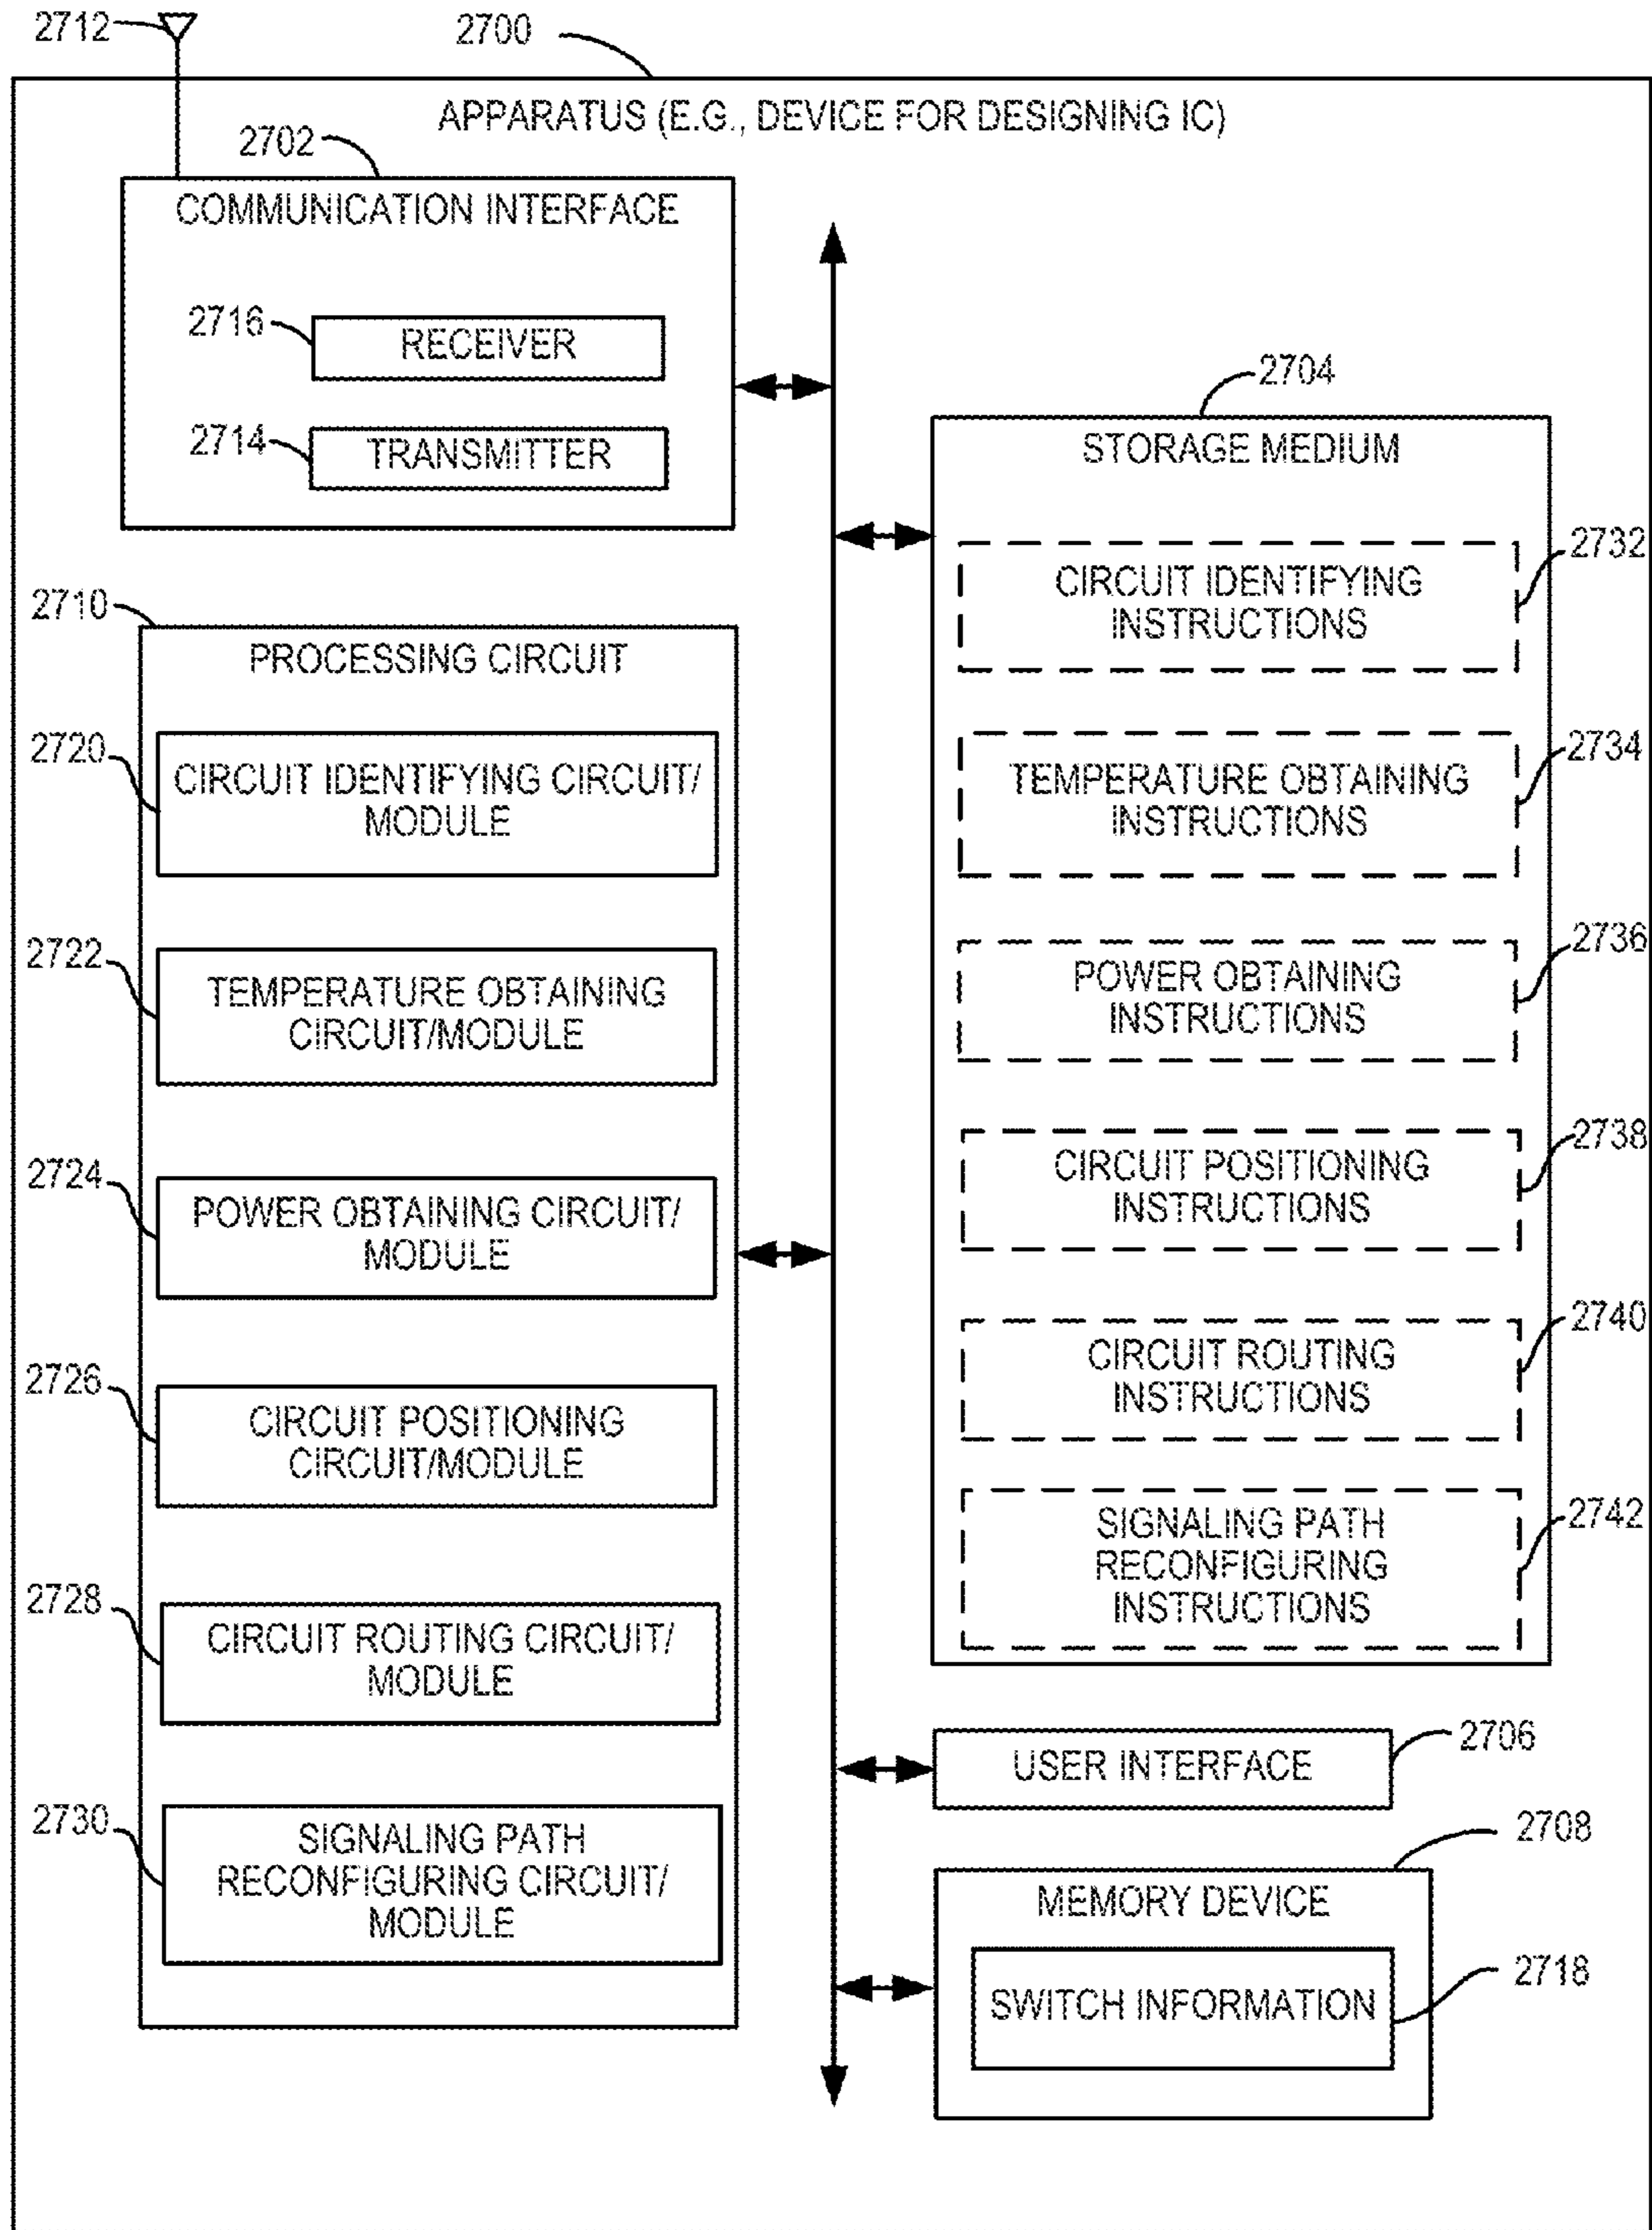 2712
2700
APPARATUS (E.G., DEVICE FOR DESIGNING IC)
2702
COMMUNICATION INTERFACE
2716
RECEIVER
2714
TRANSMITTER
2710
PROCESSING CIRCUIT
2720
CIRCUIT IDENTIFYING CIRCUIT/
MODULE
2722
TEMPERATURE OBTAINING
CIRCUIT/MODULE
2724
POWER OBTAINING CIRCUIT/
MODULE
2726
CIRCUIT POSITIONING
CIRCUIT/MODULE
2728
CIRCUIT ROUTING CIRCUIT/
MODULE
2730
SIGNALING PATH
RECONFIGURING CIRCUIT/
MODULE
2704
STORAGE MEDIUM
2732
CIRCUIT IDENTIFYING
INSTRUCTIONS
2734
TEMPERATURE OBTAINING
INSTRUCTIONS
2736
POWER OBTAINING
INSTRUCTIONS
2738
CIRCUIT POSITIONING
INSTRUCTIONS
2740
CIRCUIT ROUTING
INSTRUCTIONS
2742
SIGNALING PATH
RECONFIGURING
INSTRUCTIONS
2706
USER INTERFACE
2708
MEMORY DEVICE
2718
SWITCH INFORMATION